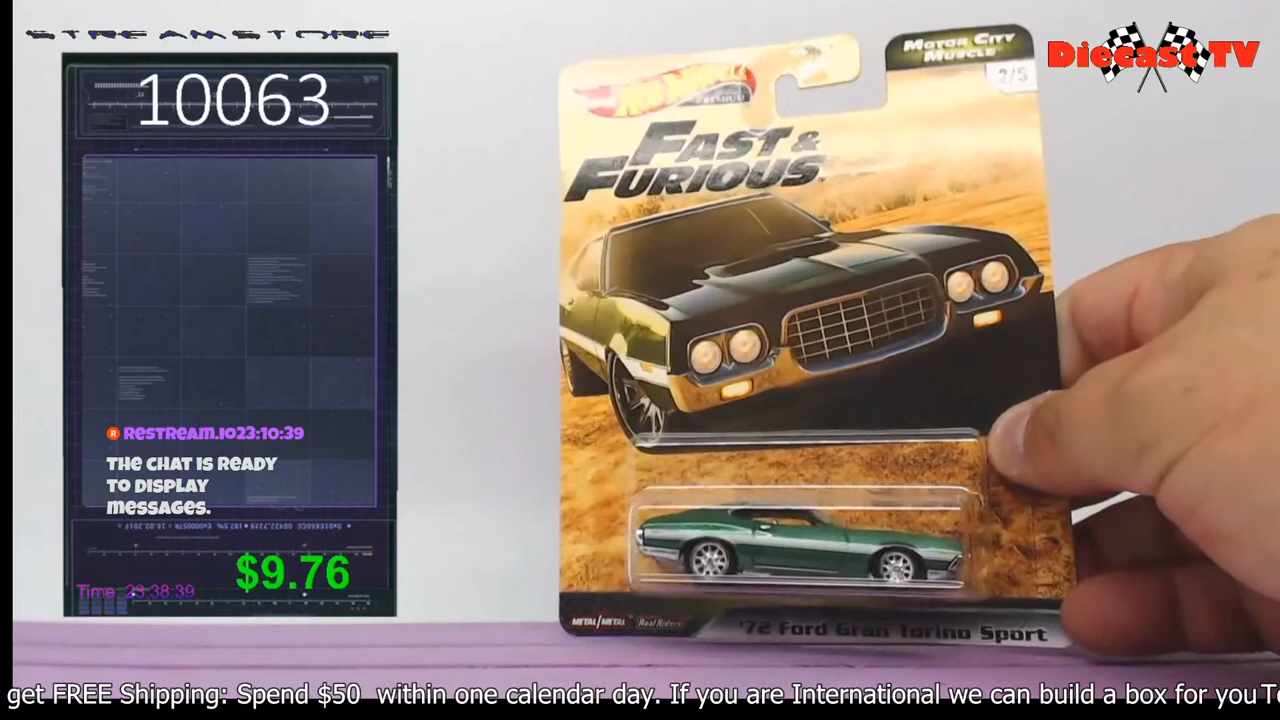 STREAMSTORE
10063
Restream.io 23:10:39
The chat is ready
to display
messages.
$9.76
Time: 23:38:39
HOT WHEELS
PREMIUM
FAST &
FURIOUS
MOTOR CITY
MUSCLE
2/5
METAL/METAL
Real Riders
'72 Ford Gran Torino Sport
Diecast TV
get FREE Shipping: Spend $50 within one calendar day. If you are International we can build a box for you